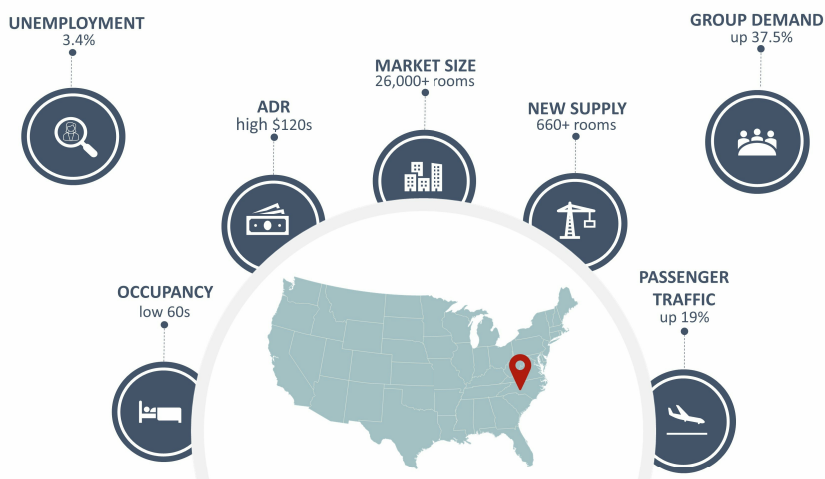 UNEMPLOYMENT
3.4%
GROUP DEMAND
up 37.5%
MARKET SIZE
26,000+ rooms
ADR
high $120s
NEW SUPPLY
660+ rooms
OCCUPANCY
low 60s
PASSENGER
TRAFFIC
up 19%